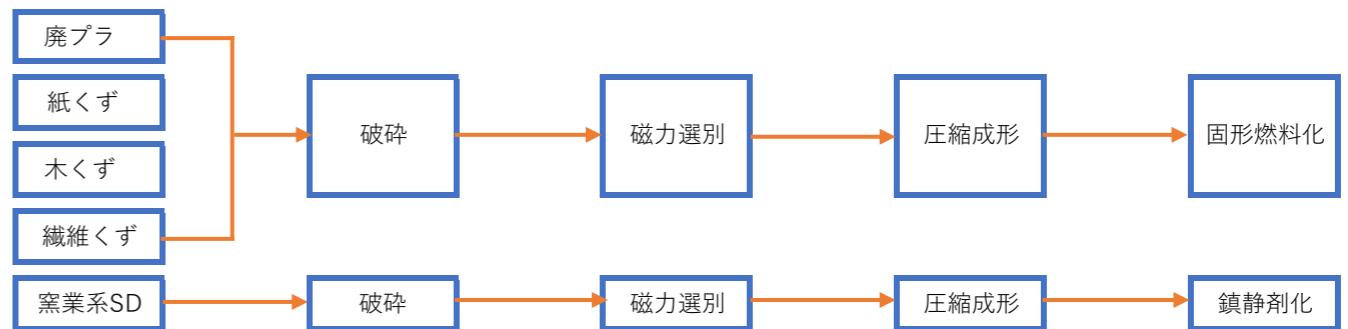 廃プラ
紙くず
木くず
繊維くず
破砕
磁力選別
圧縮成形
固形燃料化
窯業系SD
破砕
磁力選別
圧縮成形
鎮静剤化